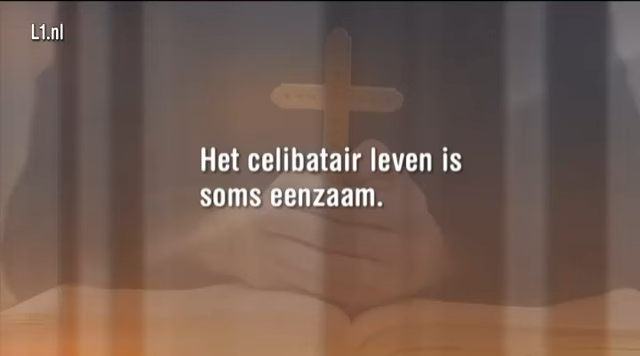 L1.nl
Het celibatair leven is
soms eenzaam.